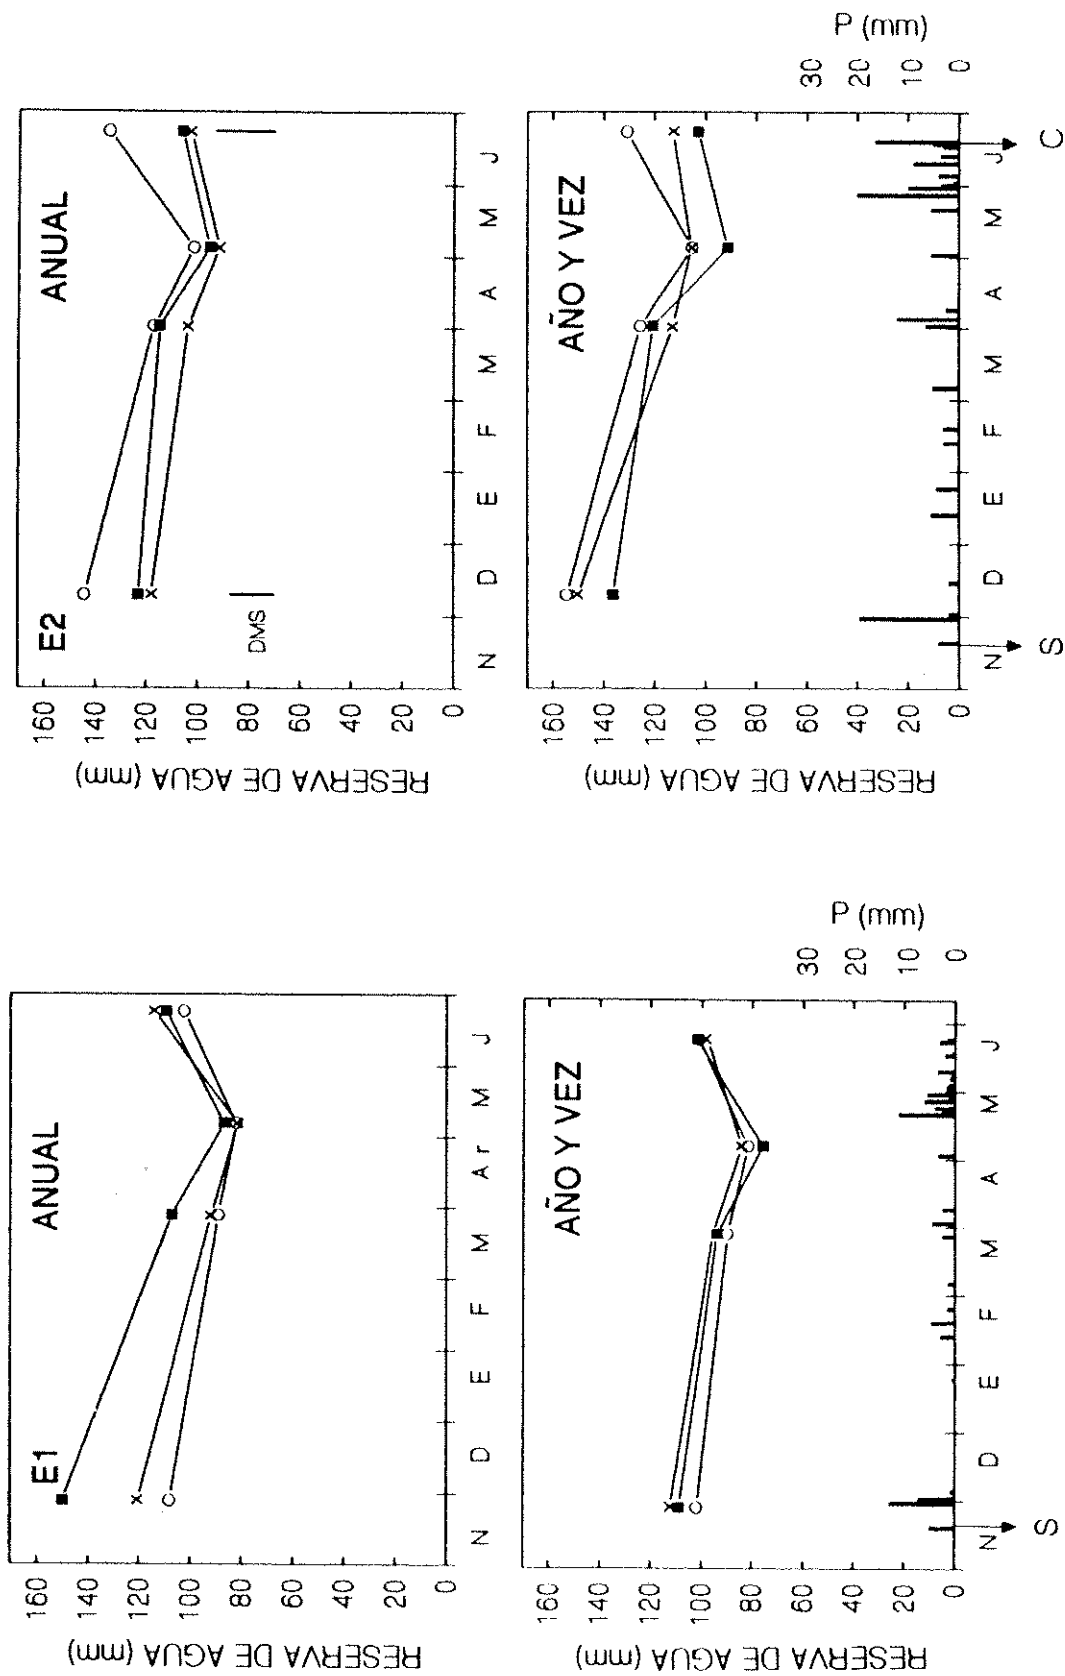 E1
ANUAL
RESERVA DE AGUA (mm)
160
140
120
100
80
60
40
20
0
N D E F M Ar M J
E2
ANUAL
DMS
RESERVA DE AGUA (mm)
160
140
120
100
80
60
40
20
0
N D E F M A M J
AÑO Y VEZ
RESERVA DE AGUA (mm)
160
140
120
100
80
60
40
20
0
P (mm)
30
20
10
0
N D E F M A M J
S
AÑO Y VEZ
RESERVA DE AGUA (mm)
160
140
120
100
80
60
40
20
0
P (mm)
30
20
10
0
N D E F M A M J
S C